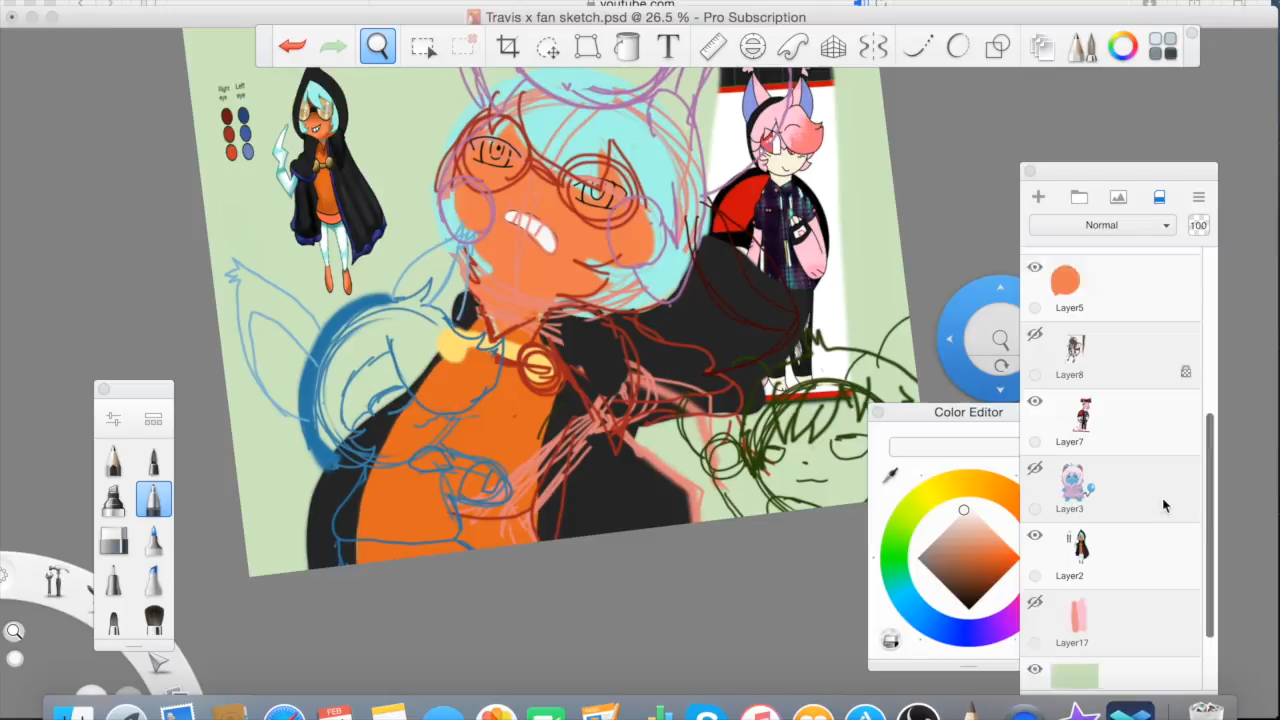 youtube.com
Travis x fan sketch.psd @ 26.5 % - Pro Subscription
T
Right
eye
Left
eye
Normal
100
Layer5
Layer8
Layer7
Layer3
Layer2
Layer17
Color Editor
FEB